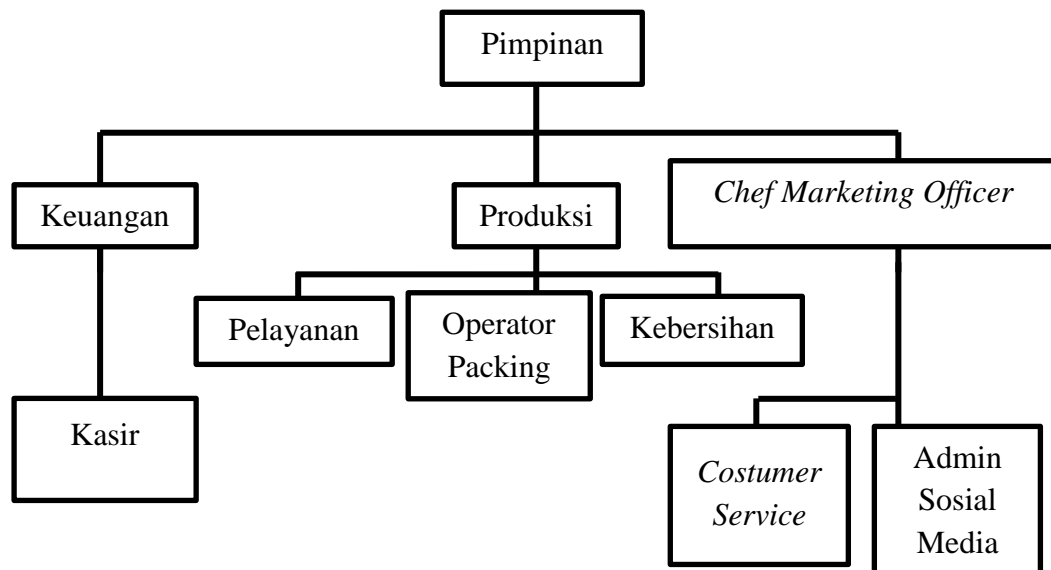 Pimpinan
Keuangan
Produksi
Chef Marketing Officer
Pelayanan
Operator
Packing
Kebersihan
Kasir
Costumer
Service
Admin
Sosial
Media